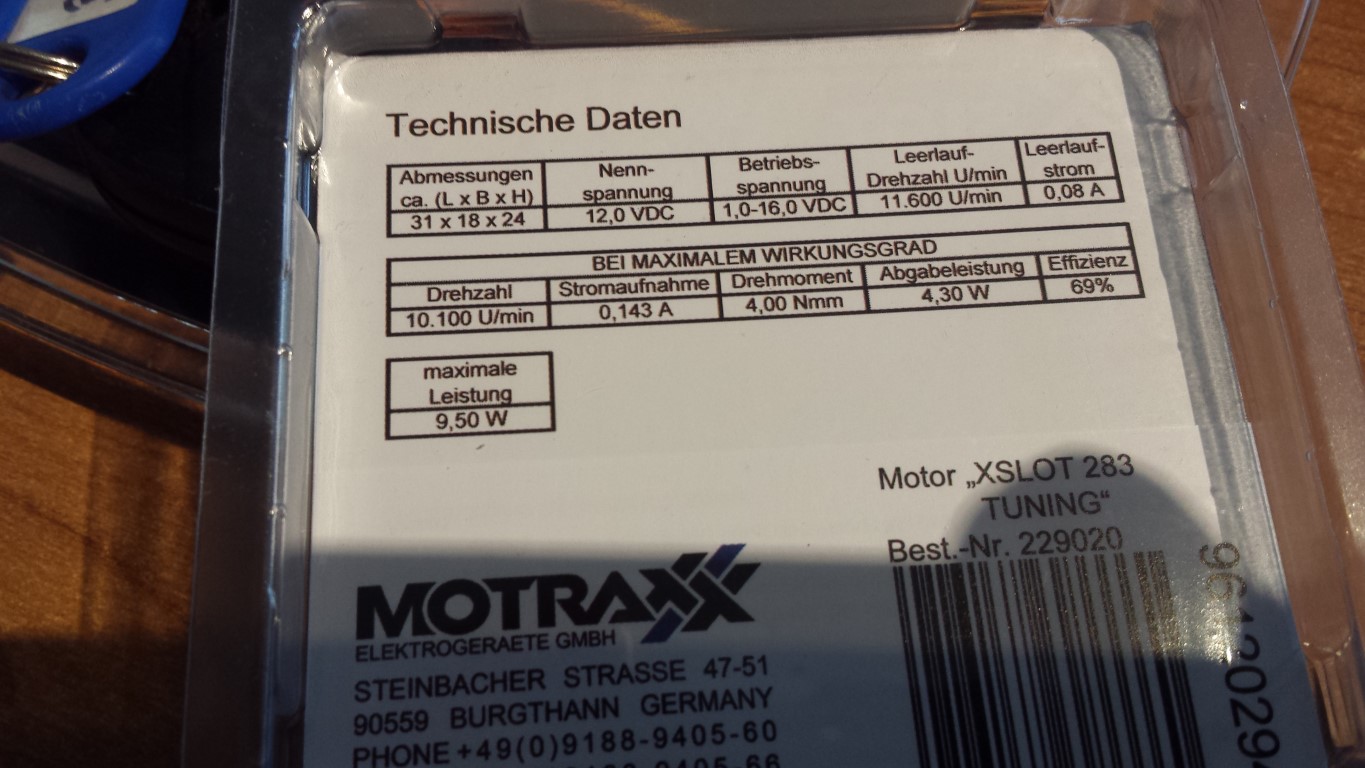 Technische Daten
Abmessungen ca. (L x B x H)
Nenn-spannung
Betriebs-spannung
Leerlauf-Drehzahl U/min
Leerlauf-strom
31 x 18 x 24
12,0 VDC
1,0-16,0 VDC
11.600 U/min
0,08 A
BEI MAXIMALEM WIRKUNGSGRAD
Drehzahl
Stromaufnahme
Drehmoment
Abgabeleistung
Effizienz
10.100 U/min
0,143 A
4,00 Nmm
4,30 W
69%
maximale
Leistung
9,50 W
Motor „XSLOT 283
TUNING“
Best.-Nr. 229020
MOTRAXX
ELEKTROGERAETE GMBH
STEINBACHER STRASSE 47-51
90559 BURGTHANN GERMANY
PHONE +49(0)9188-9405-60